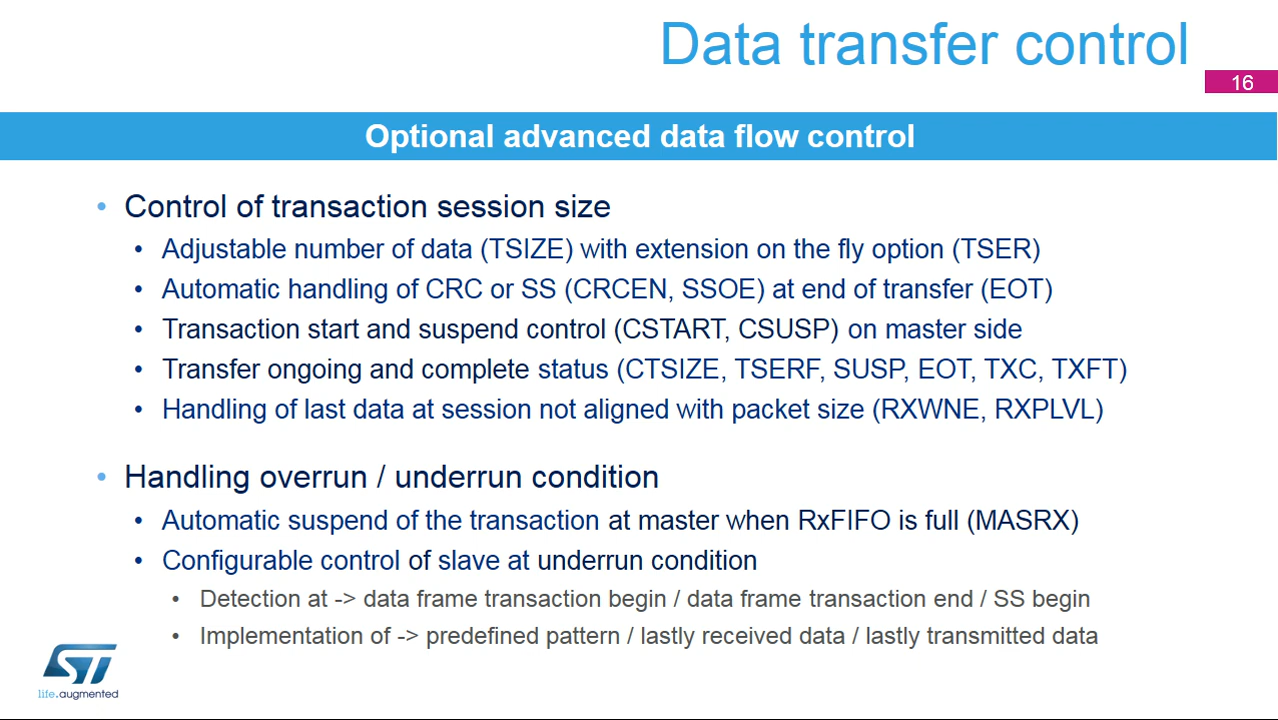 Data transfer control
16
Optional advanced data flow control
• Control of transaction session size
• Adjustable number of data (TSIZE) with extension on the fly option (TSER)
• Automatic handling of CRC or SS (CRCEN, SSOE) at end of transfer (EOT)
• Transaction start and suspend control (CSTART, CSUSP) on master side
• Transfer ongoing and complete status (CTSIZE, TSERF, SUSP, EOT, TXC, TXFT)
• Handling of last data at session not aligned with packet size (RXWNE, RXPLVL)
• Handling overrun / underrun condition
• Automatic suspend of the transaction at master when RxFIFO is full (MASRX)
• Configurable control of slave at underrun condition
• Detection at -> data frame transaction begin / data frame transaction end / SS begin
• Implementation of -> predefined pattern / lastly received data / lastly transmitted data
ST
life.augmented